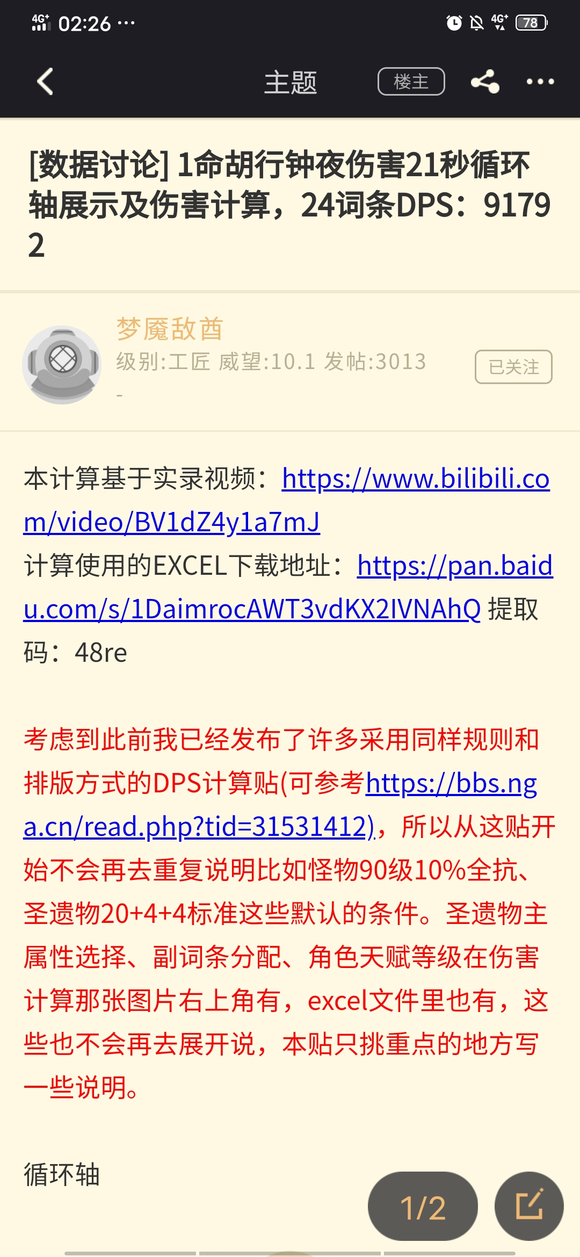 4G+ 02:26 ··· 4G+ 78
主题 楼主
[数据讨论] 1命胡行钟夜伤害21秒循环
轴展示及伤害计算，24词条DPS：9179
2
梦魇敌酋
级别:工匠 威望:10.1 发帖:3013
-
已关注
本计算基于实录视频：https://www.bilibili.co
m/video/BV1dZ4y1a7mJ
计算使用的EXCEL下载地址：https://pan.baid
u.com/s/1DaimrocAWT3vdKX2IVNAhQ 提取
码：48re
考虑到此前我已经发布了许多采用同样规则和
排版方式的DPS计算贴(可参考https://bbs.ng
a.cn/read.php?tid=31531412)，所以从这贴开
始不会再去重复说明比如怪物90级10%全抗、
圣遗物20+4+4标准这些默认的条件。圣遗物主
属性选择、副词条分配、角色天赋等级在伤害
计算那张图片右上角有，excel文件里也有，这
些也不会再去展开说，本贴只挑重点的地方写
一些说明。
循环轴
1/2